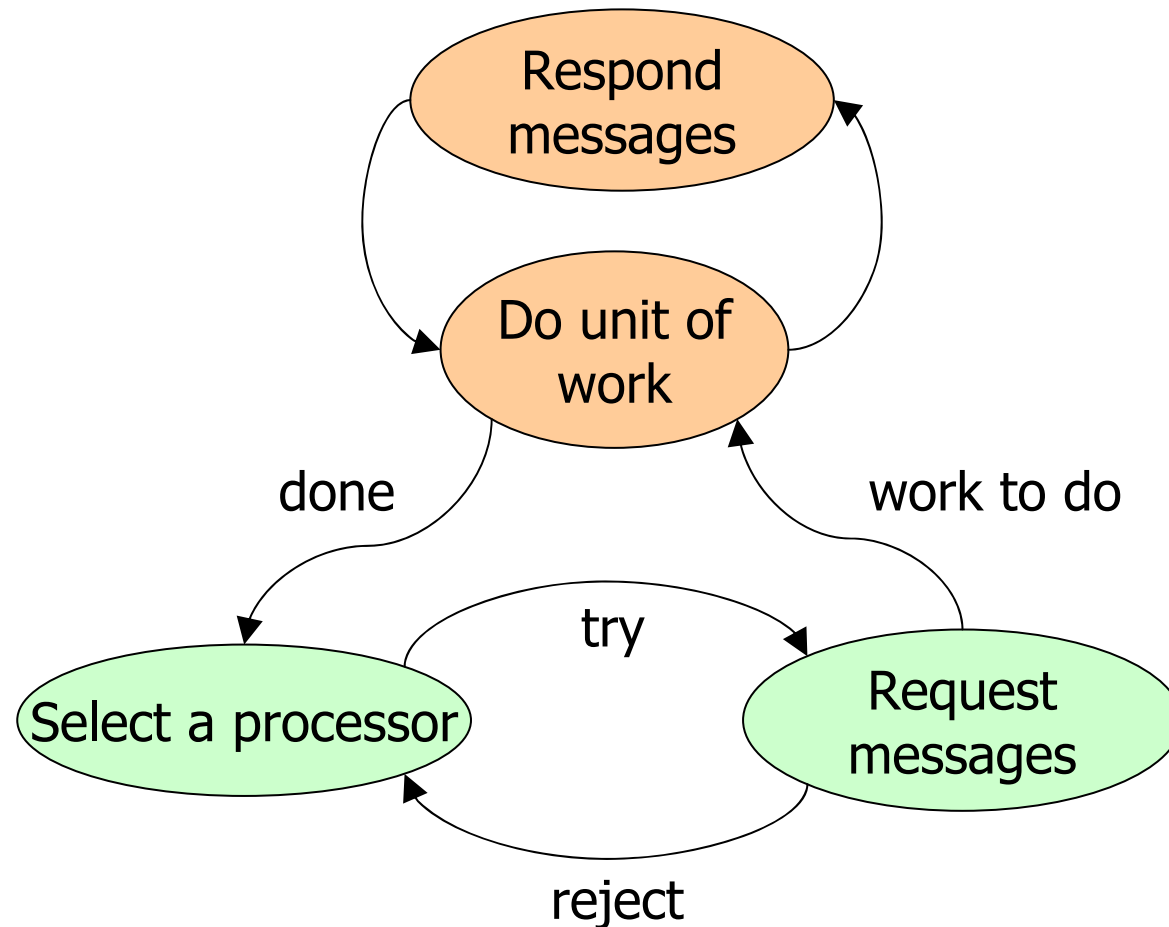 Respond
messages
Do unit of
work
done
work to do
try
Select a processor
Request
messages
reject